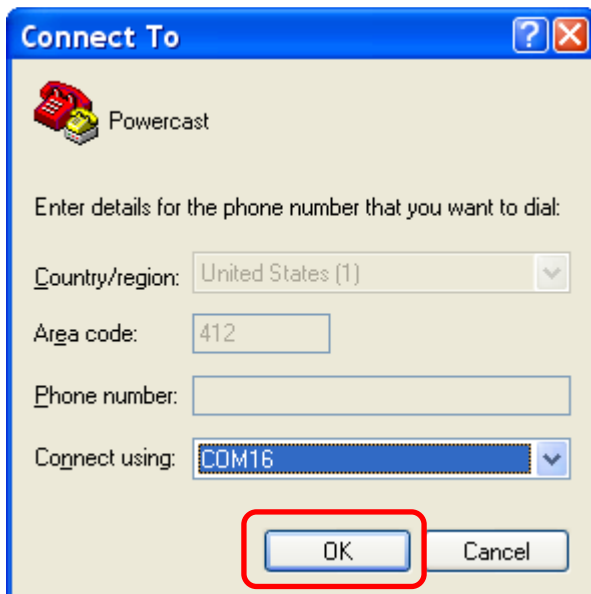 Connect To
Powercast
Enter details for the phone number that you want to dial:
Country/region: United States (1)
Area code: 412
Phone number:
Connect using: COM16
OK Cancel